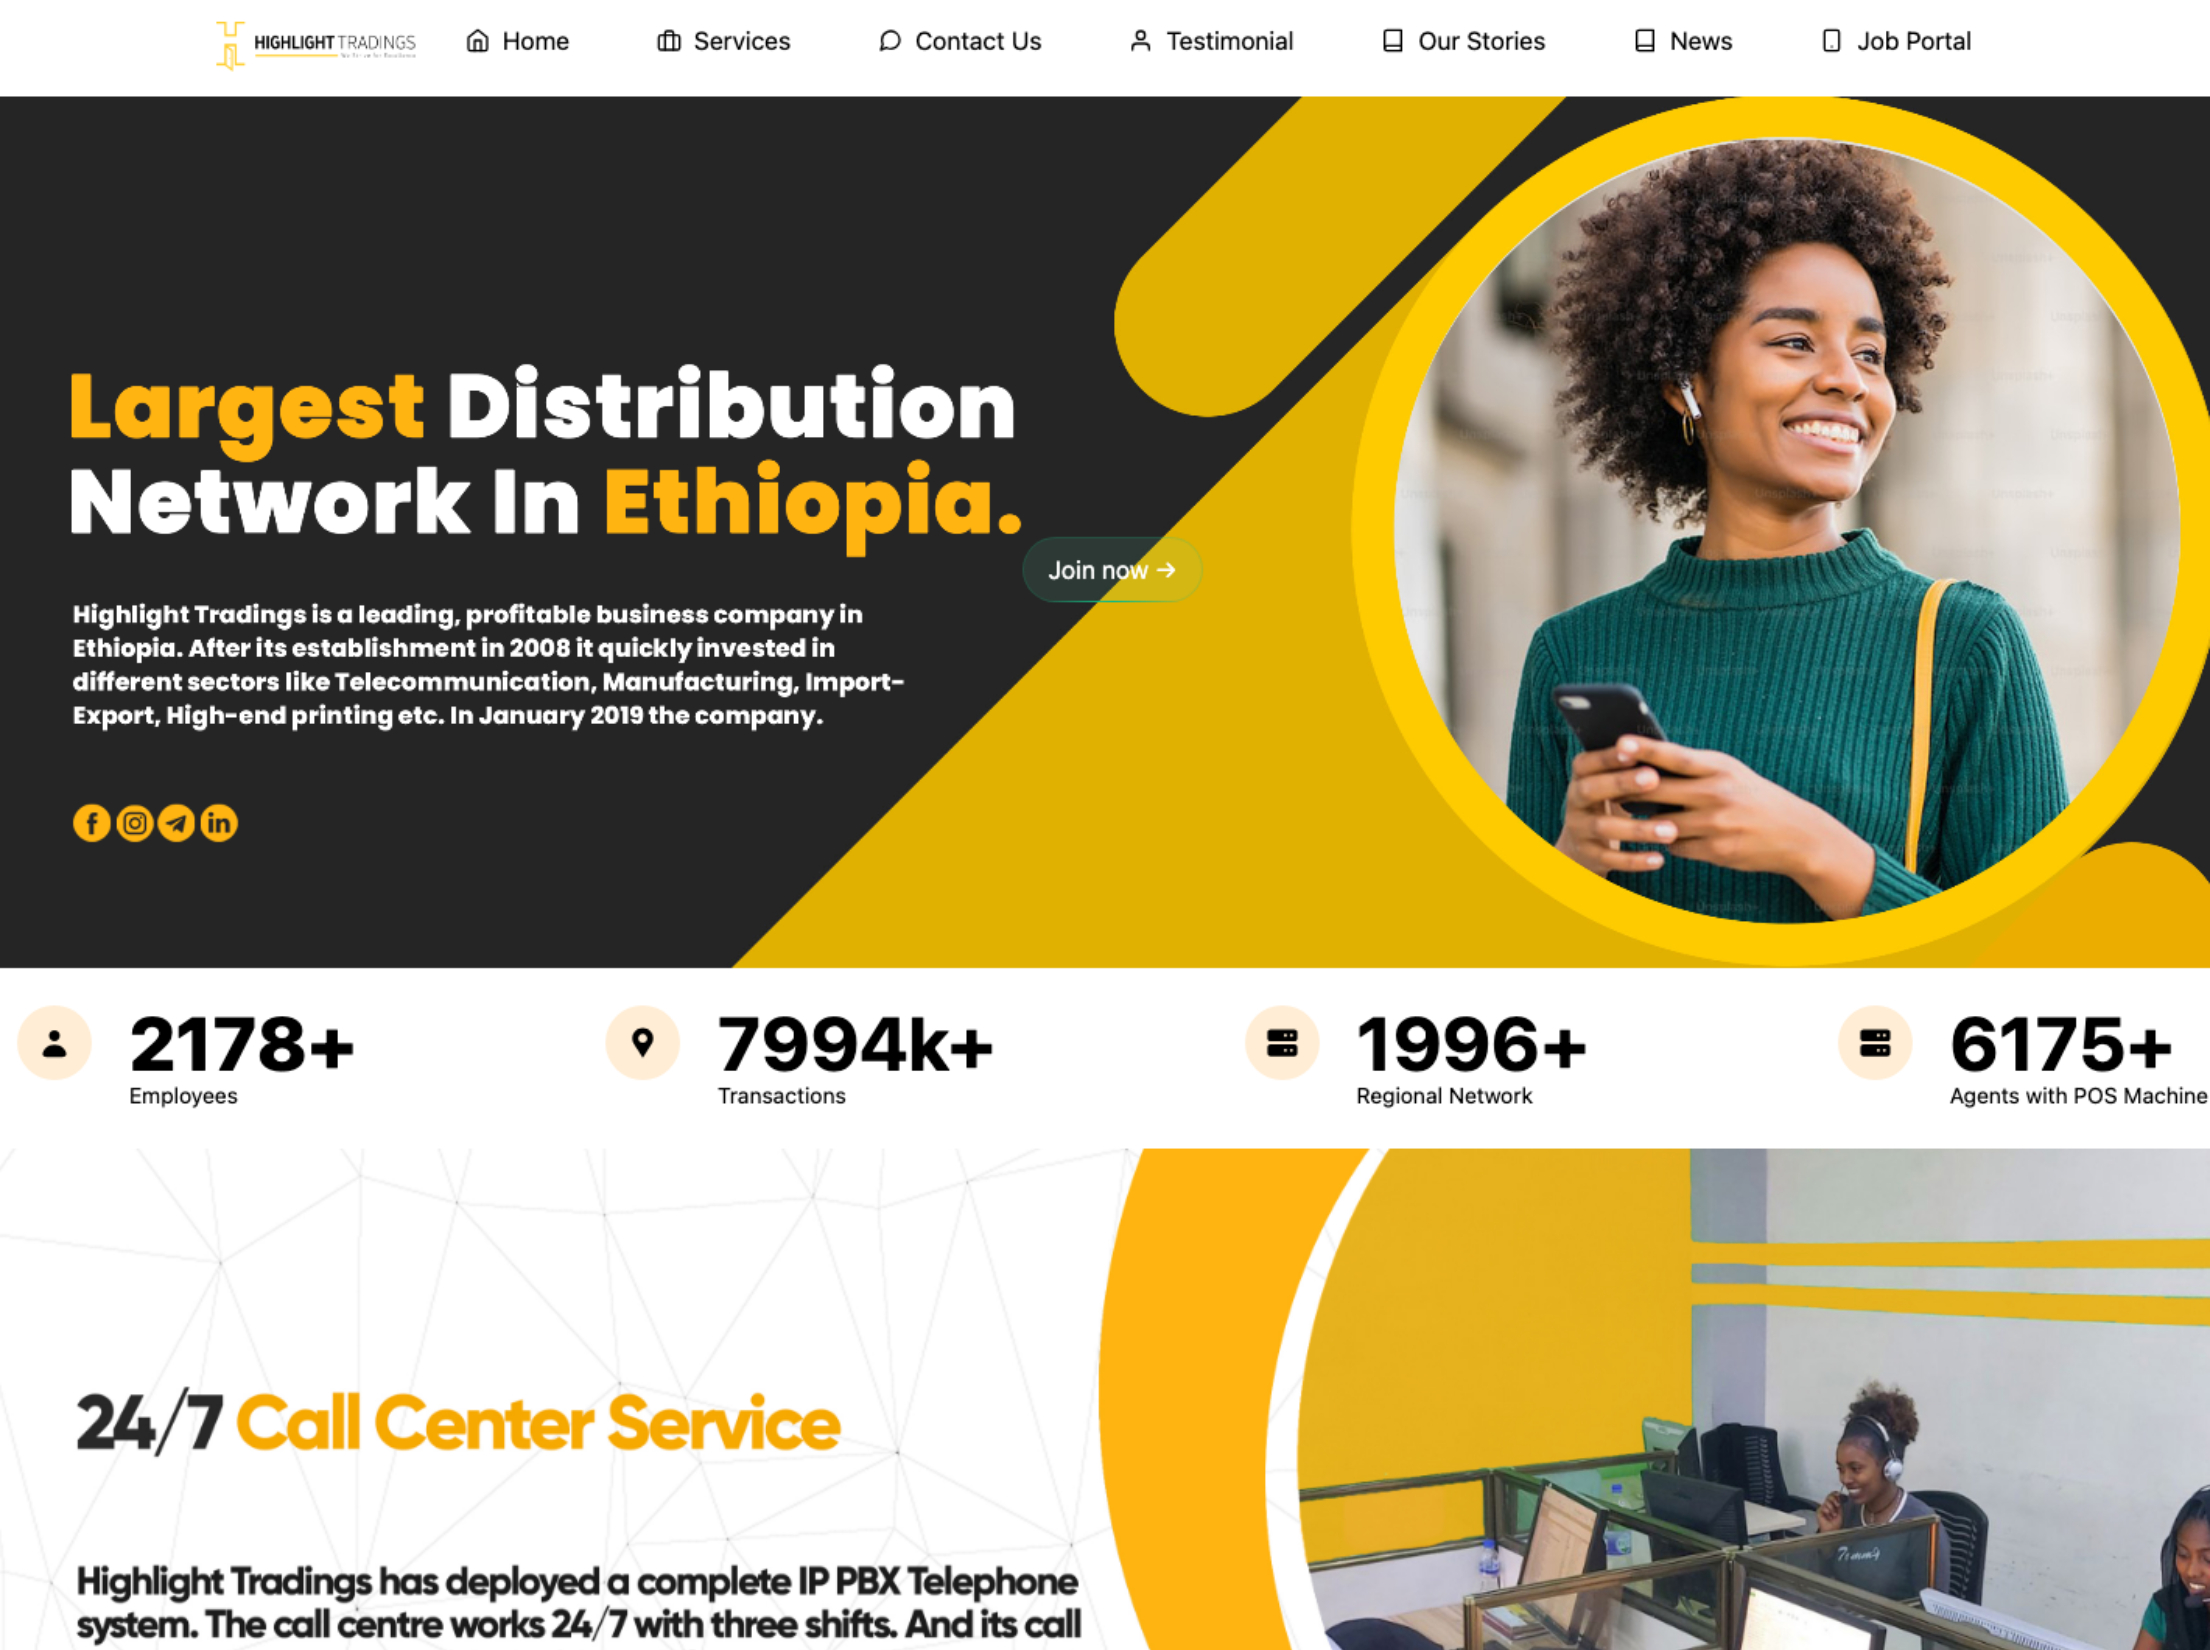 HIGHLIGHT TRADINGS
We Strive for Excellence
Home
Services
Contact Us
Testimonial
Our Stories
News
Job Portal
Largest Distribution
Network In Ethiopia.
Join now →
Highlight Tradings is a leading, profitable business company in
Ethiopia. After its establishment in 2008 it quickly invested in
different sectors like Telecommunication, Manufacturing, Import-
Export, High-end printing etc. In January 2019 the company.
2178+
Employees
7994k+
Transactions
1996+
Regional Network
6175+
Agents with POS Machine
24/7 Call Center Service
Highlight Tradings has deployed a complete IP PBX Telephone
system. The call centre works 24/7 with three shifts. And its call